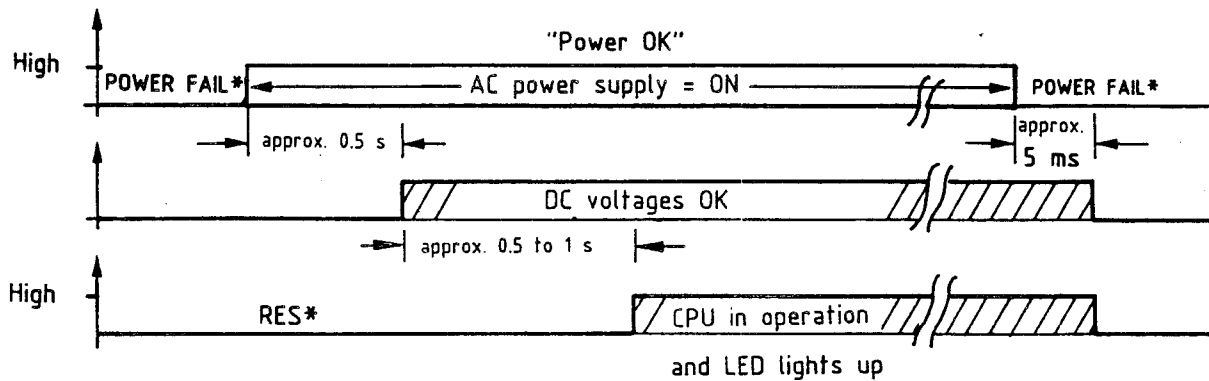 "Power OK"
High
POWER FAIL*
AC power supply = ON
POWER FAIL*
approx. 0.5 s
approx.
5 ms
DC voltages OK
approx. 0.5 to 1 s
High
RES*
CPU in operation
and LED lights up